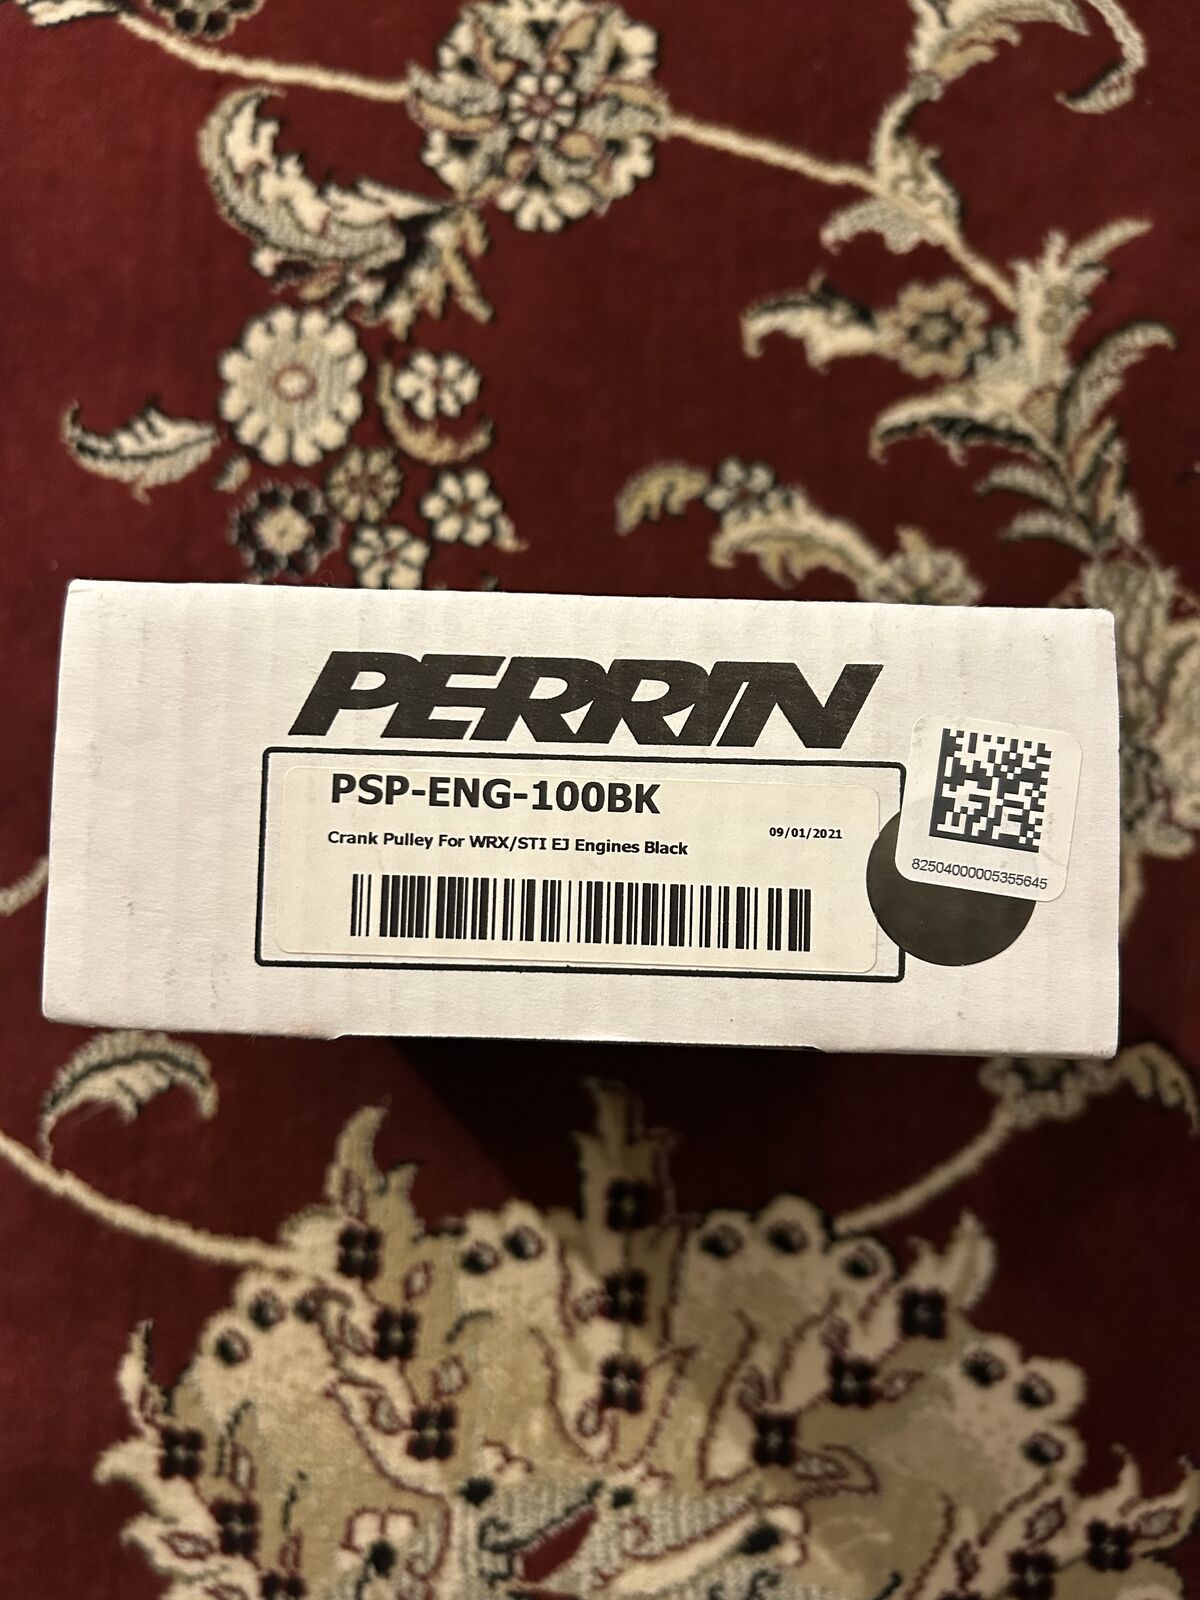 PERRIN
PSP-ENG-100BK
09/01/2021
Crank Pulley For WRX/STI EJ Engines Black
82504000005355645